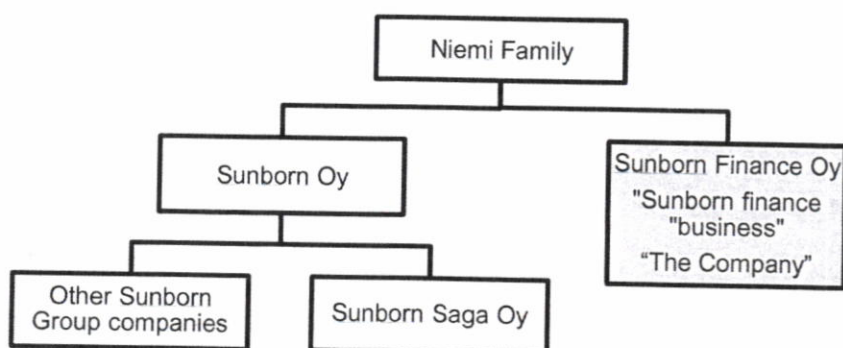 Niemi Family
Sunborn Oy
Sunborn Finance Oy
"Sunborn finance
"business"
“The Company”
Other Sunborn
Group companies
Sunborn Saga Oy